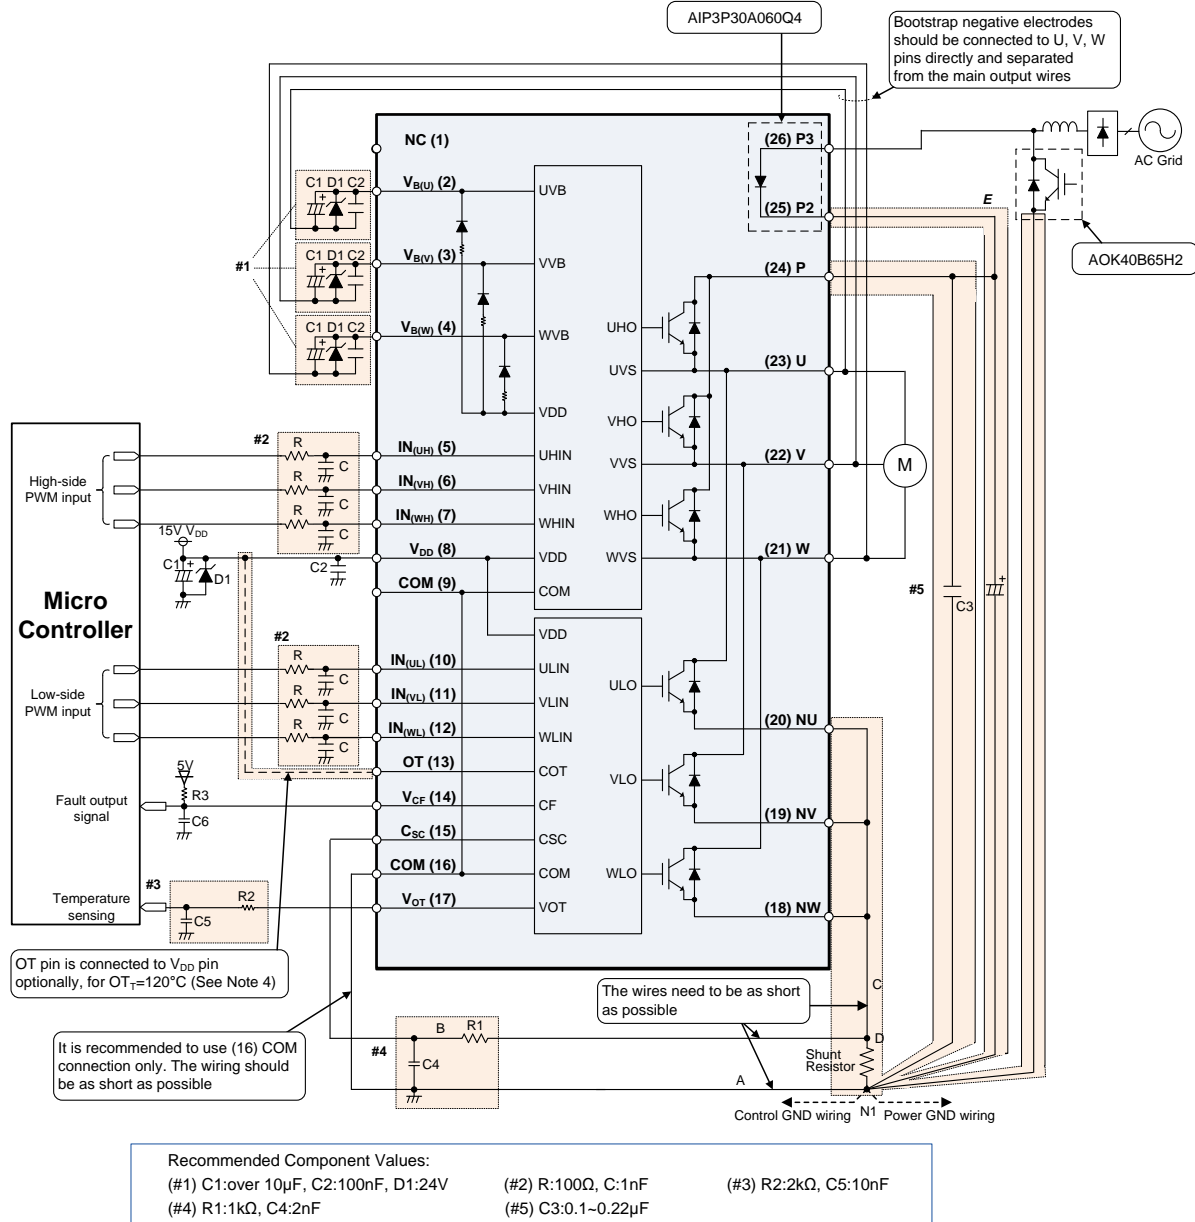 AIP3P30A060Q4
Bootstrap negative electrodes
should be connected to U, V, W
pins directly and separated
from the main output wires
AC Grid
AOK40B65H2
E
NC (1)
(26) P3
(25) P2
(24) P
(23) U
(22) V
(21) W
(20) NU
(19) NV
(18) NW
C1 D1 C2
+
C1 D1 C2
+
C1 D1 C2
+
#1
VB(U) (2)
VB(V) (3)
VB(W) (4)
UVB
VVB
WVB
VDD
UHIN
VHIN
WHIN
VDD
COM
UHO
UVS
VHO
VVS
WHO
WVS
M
#5
C3
+
Micro
Controller
High-side
PWM input
#2
R
C
R
C
R
C
IN(UH) (5)
IN(VH) (6)
IN(WH) (7)
15V VDD
C1
+
D1
C2
VDD (8)
COM (9)
#2
Low-side
PWM input
R
C
R
C
R
C
IN(UL) (10)
IN(VL) (11)
IN(WL) (12)
OT (13)
VCF (14)
CSC (15)
COM (16)
VOT (17)
VDD
ULIN
VLIN
WLIN
COT
CF
CSC
COM
VOT
ULO
VLO
WLO
5V
R3
C6
Fault output
signal
#3
Temperature
sensing
R2
C5
OT pin is connected to VDD pin
optionally, for OTT=120°C (See Note 4)
It is recommended to use (16) COM
connection only. The wiring should
be as short as possible
#4
B
R1
C4
The wires need to be as short
as possible
C
D
Shunt
Resistor
A
Control GND wiring
N1
Power GND wiring
Recommended Component Values:
(#1) C1:over 10µF, C2:100nF, D1:24V
(#2) R:100Ω, C:1nF
(#3) R2:2kΩ, C5:10nF
(#4) R1:1kΩ, C4:2nF
(#5) C3:0.1~0.22µF